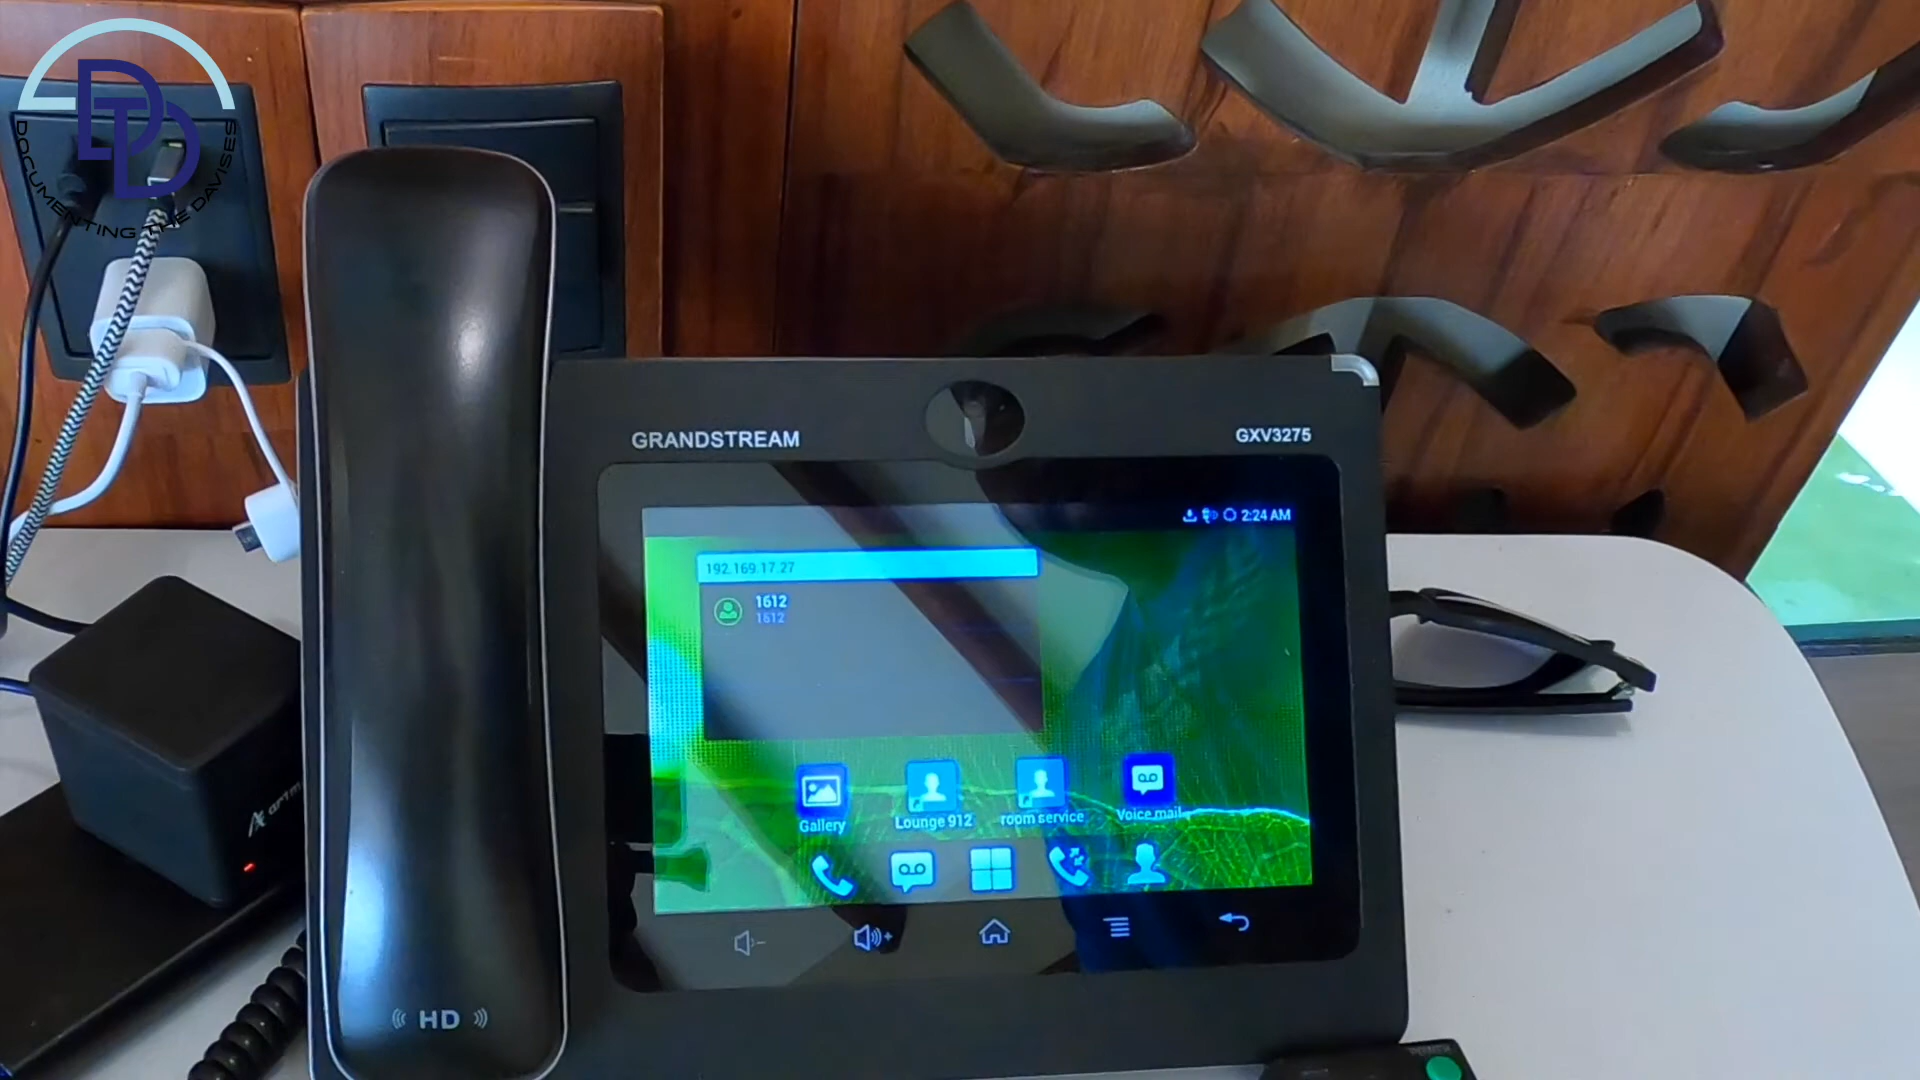 DTD
DOCUMENTING THE DAVISES
GRANDSTREAM
GXV3275
2:24 AM
192.169.17.27
1612
1612
Gallery
Lounge 912
room service
Voice mail
HD